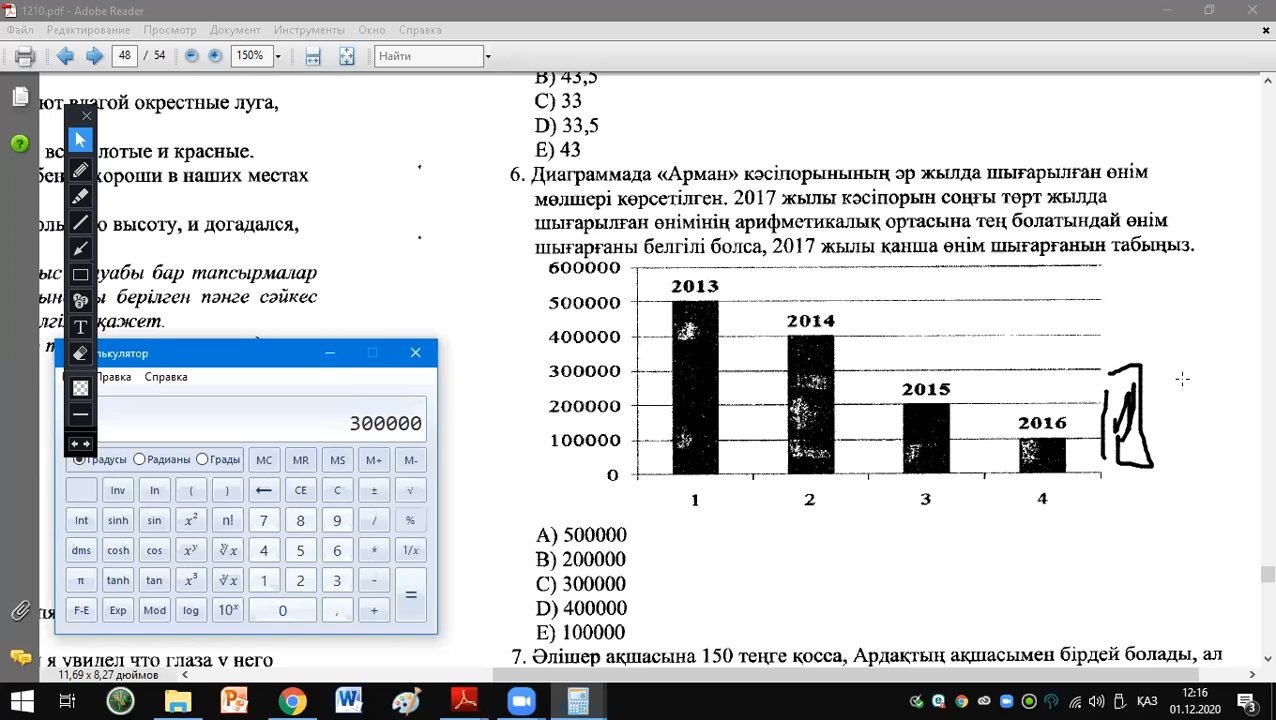 1210.pdf - Adobe Reader
Файл Редактирование Просмотр Документ Инструменты Окно Справка
48 / 54 150% Найти
ют влагой окрестные луга,
лотые и красные.
хороши в наших местах
о высоту, и догадался,
уабы бар тапсырмалар
берілген пәнге сәйкес
қажет.
B) 43,5
C) 33
D) 33,5
E) 43
6. Диаграммада «Арман» кәсіпорынының әр жылда шығарылған өнім
мөлшері көрсетілген. 2017 жылы кәсіпорын соңғы төрт жылда
шығарылған өнімінің арифметикалық ортасына тең болатындай өнім
шығарғаны белгілі болса, 2017 жылы қанша өнім шығарғанын табыңыз.
600000
500000
400000
300000
200000
100000
0
2013
2014
2015
2016
1 2 3 4
A) 500000
B) 200000
C) 300000
D) 400000
E) 100000
7. Әлішер ақшасына 150 теңге қосса, Ардақтың ақшасымен бірдей болады, ал
лькулятор
Правка Справка
300000
Градусы Радианы Грады MC MR MS M+ M-
Inv ln ( ) ← CE C ± √
Int sinh sin x² n! 7 8 9 / %
dms cosh cos xʸ ʸ√x 4 5 6 * 1/x
π tanh tan x³ ³√x 1 2 3 - =
F-E Exp Mod log 10ˣ 0 , +
я увидел что глаза у него
11,69 x 8,27 дюймов
ҚАЗ
12:16
01.12.2020
3